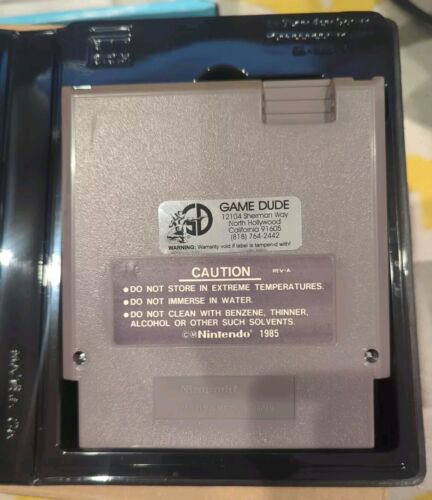 GD
GAME DUDE
12104 Sherman Way
North Hollywood
California 91605
(818) 764-2442
WARNING: Warranty void if label is tampered with!
CAUTION REV-A
•DO NOT STORE IN EXTREME TEMPERATURES.
•DO NOT IMMERSE IN WATER.
•DO NOT CLEAN WITH BENZENE, THINNER,
ALCOHOL OR OTHER SUCH SOLVENTS.
©M Nintendo 1985
Nintendo